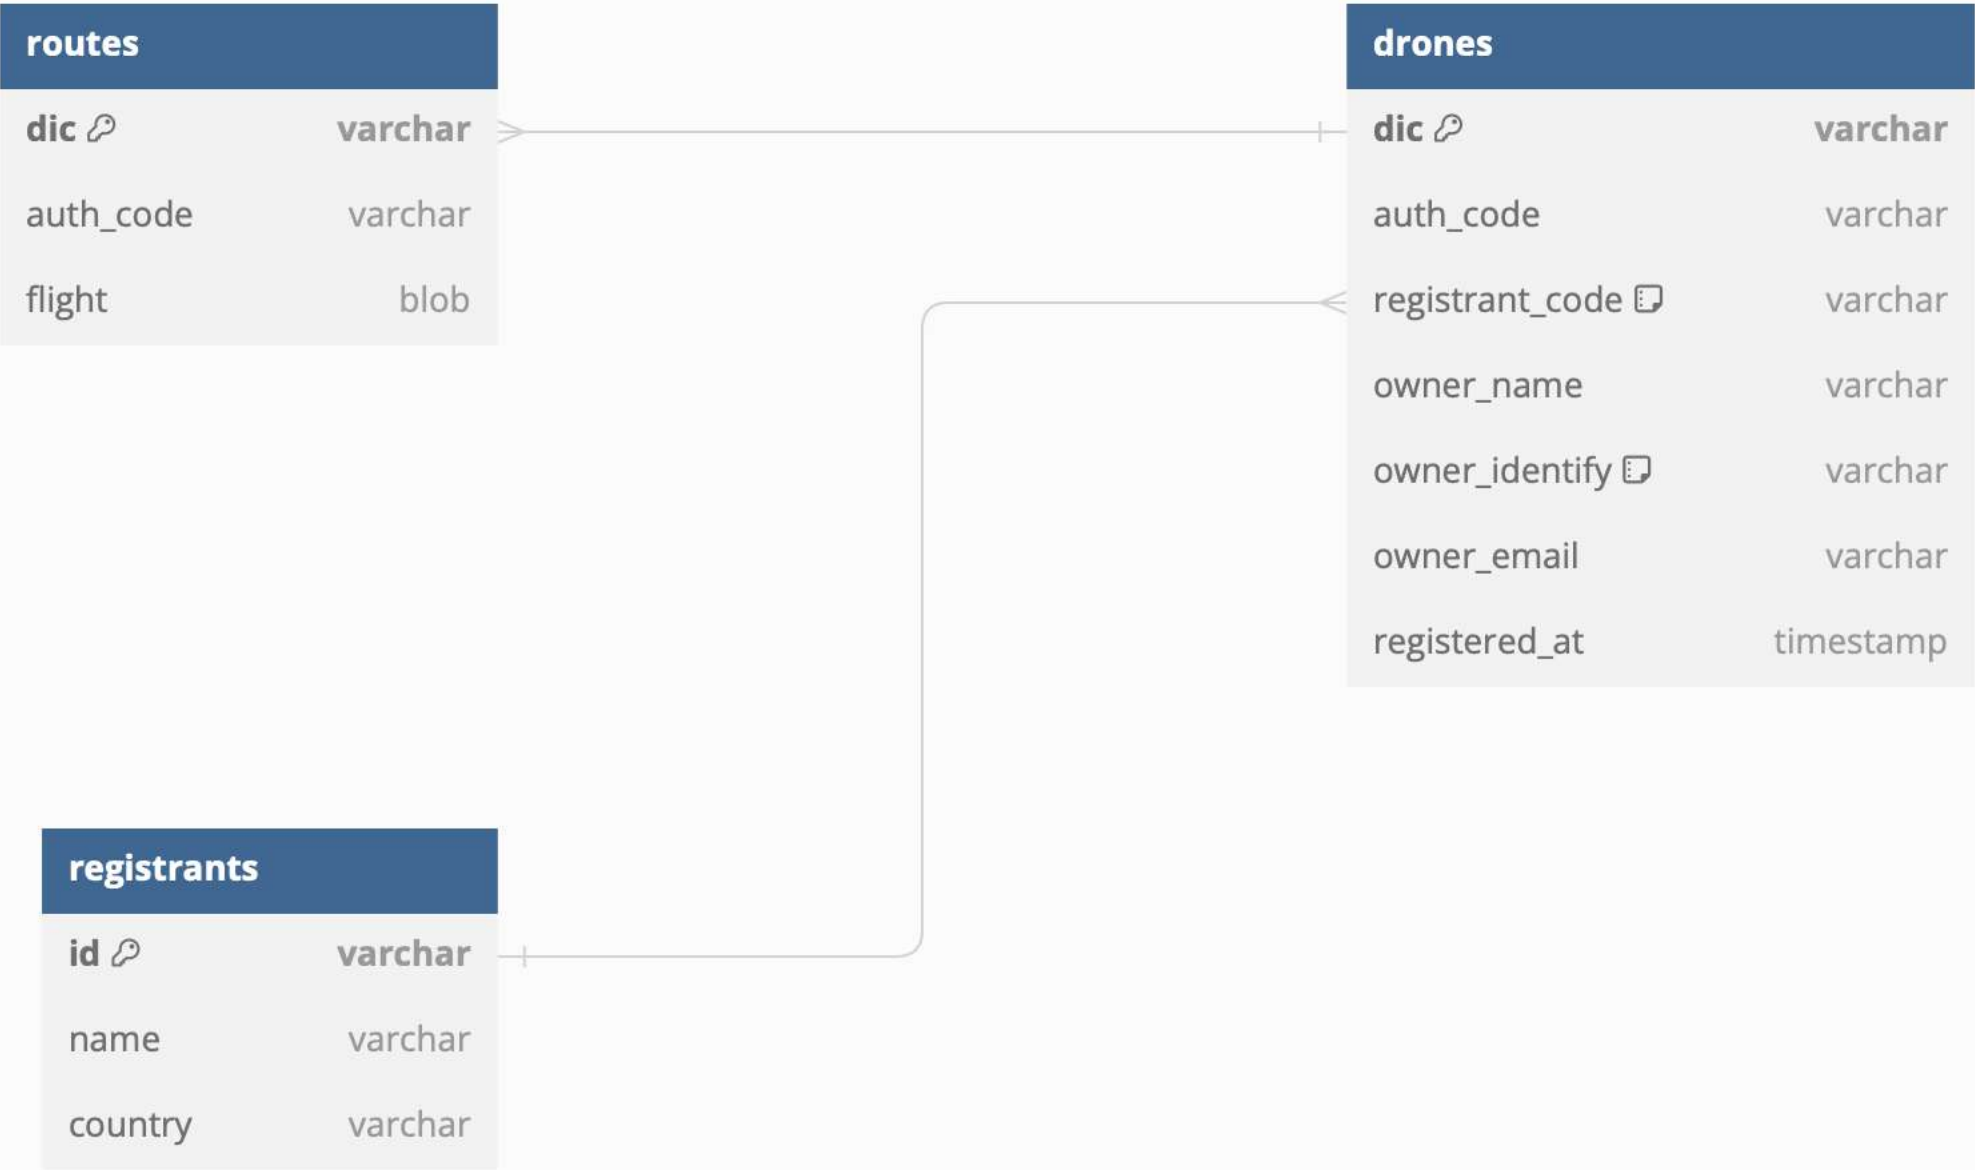 routes
dic varchar
auth_code varchar
flight blob
drones
dic varchar
auth_code varchar
registrant_code varchar
owner_name varchar
owner_identify varchar
owner_email varchar
registered_at timestamp
registrants
id varchar
name varchar
country varchar